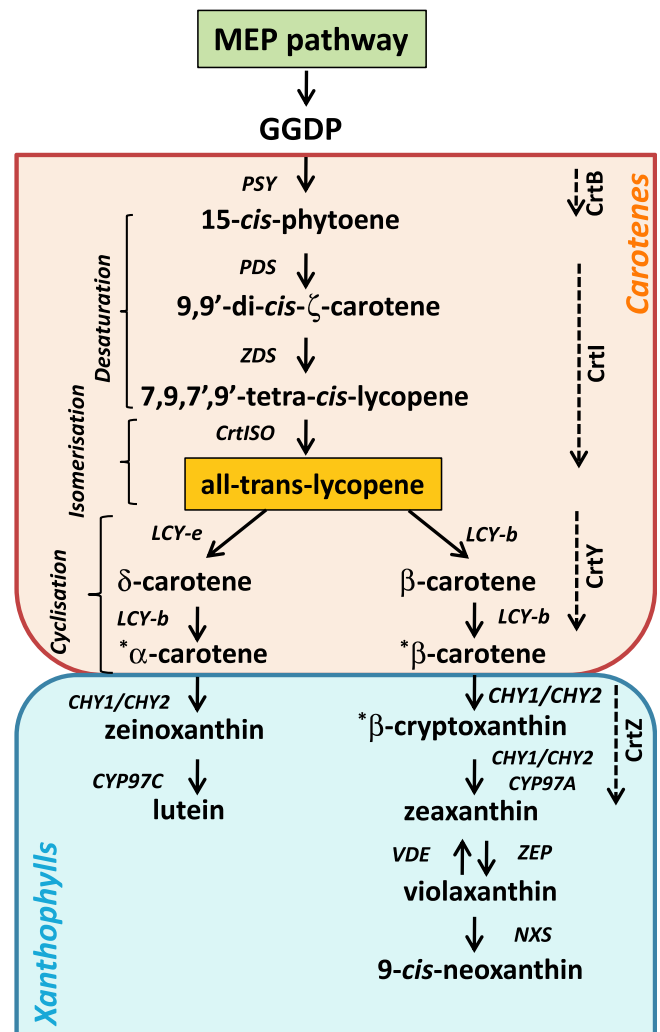 MEP pathway
GGDP
PSY
CrtB
Carotenes
15-cis-phytoene
Desaturation
PDS
9,9’-di-cis-ζ-carotene
CrtI
ZDS
7,9,7’,9’-tetra-cis-lycopene
Isomerisation
CrtISO
all-trans-lycopene
Cyclisation
LCY-e
LCY-b
CrtY
δ-carotene
β-carotene
LCY-b
LCY-b
*α-carotene
*β-carotene
CHY1/CHY2
CHY1/CHY2
zeinoxanthin
*β-cryptoxanthin
CrtZ
CYP97C
CHY1/CHY2
CYP97A
lutein
zeaxanthin
Xanthophylls
VDE
ZEP
violaxanthin
NXS
9-cis-neoxanthin